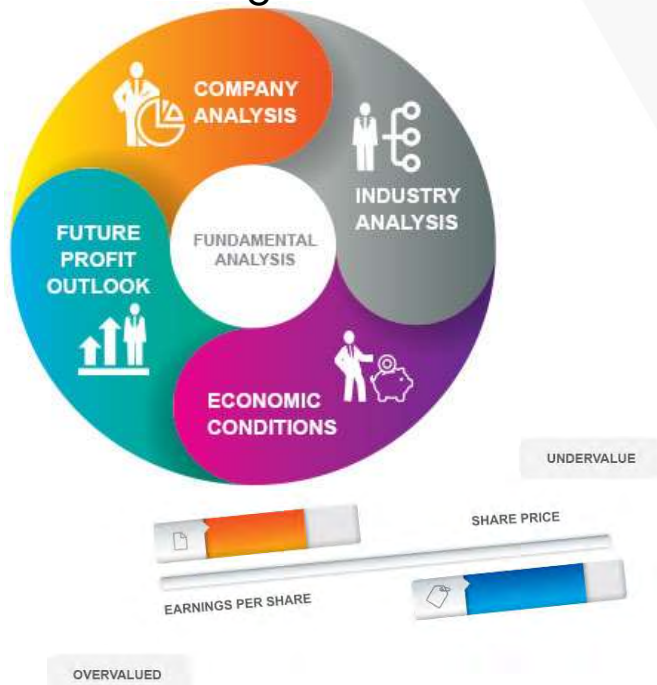 COMPANY
ANALYSIS
INDUSTRY
ANALYSIS
FUTURE
PROFIT
OUTLOOK
FUNDAMENTAL
ANALYSIS
ECONOMIC
CONDITIONS
UNDERVALUE
SHARE PRICE
EARNINGS PER SHARE
OVERVALUED